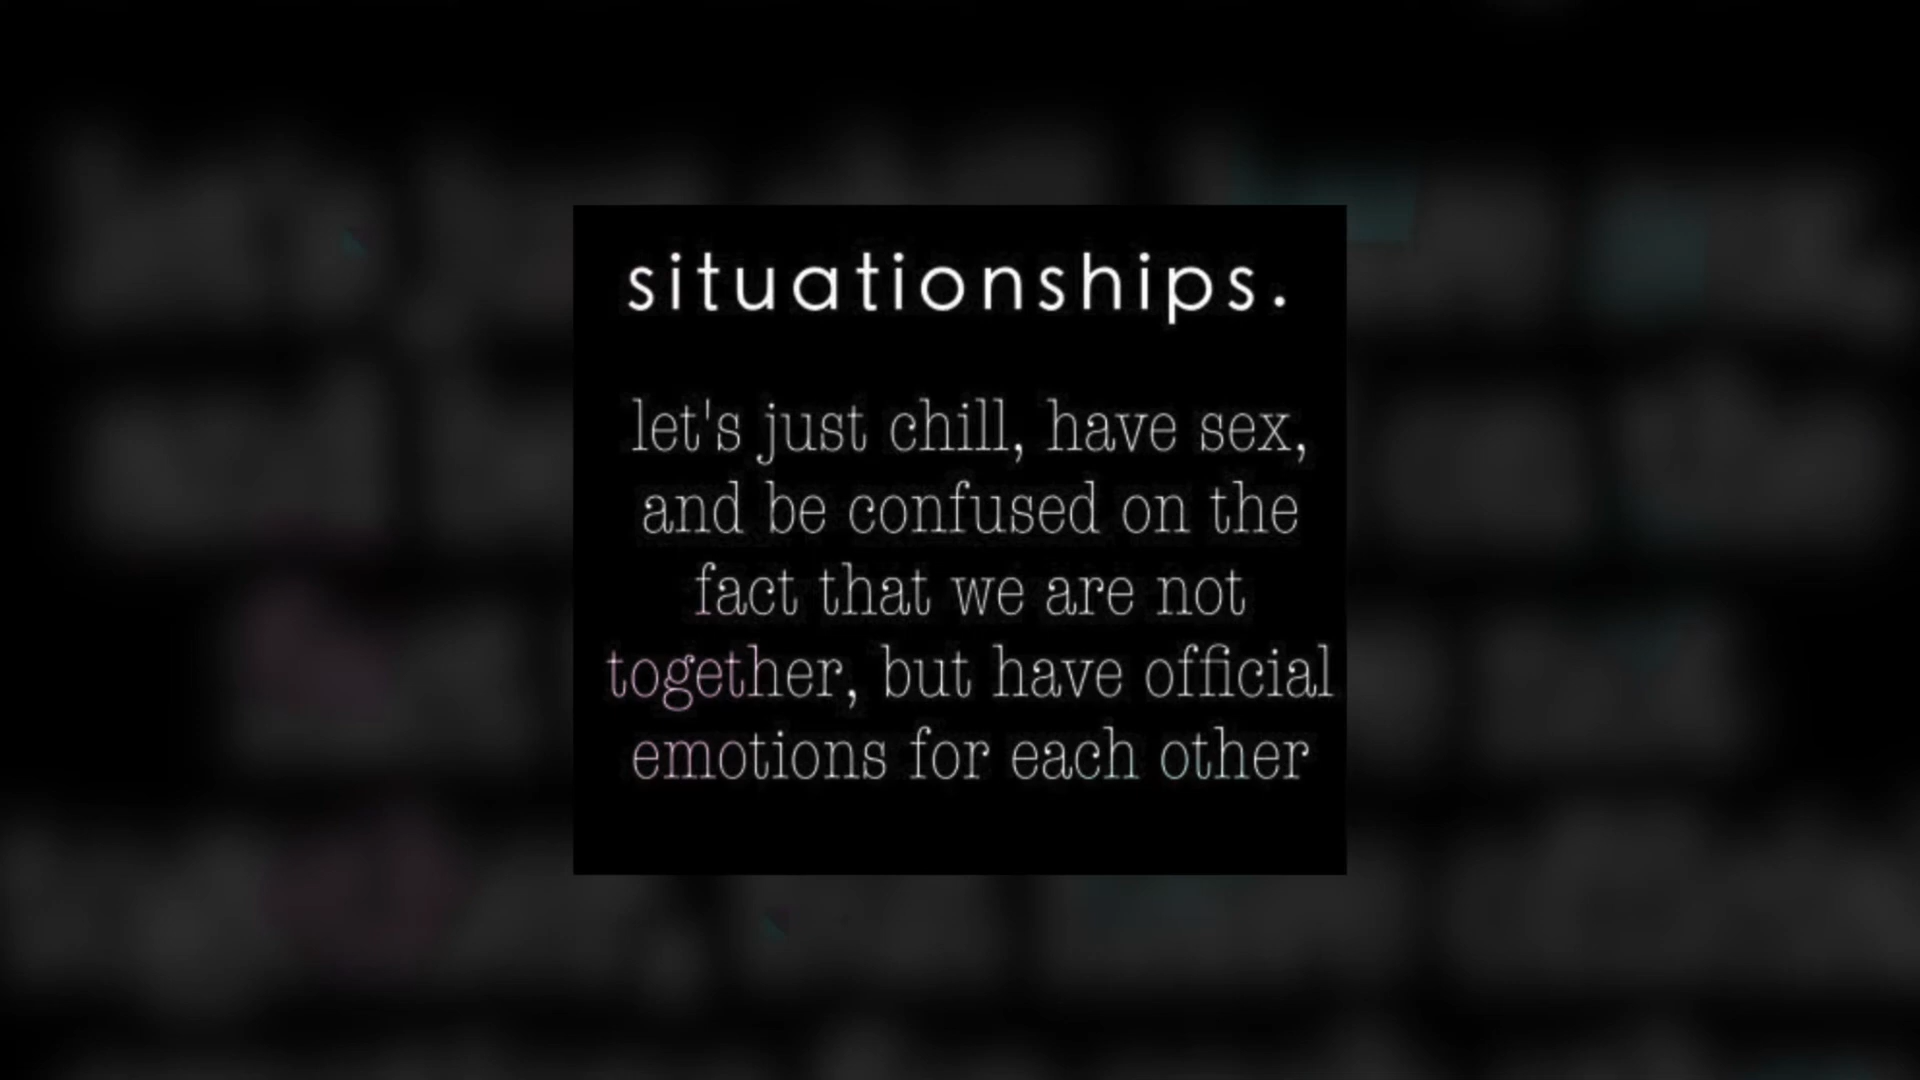 situationships.
let's just chill, have sex,
and be confused on the
fact that we are not
together, but have official
emotions for each other